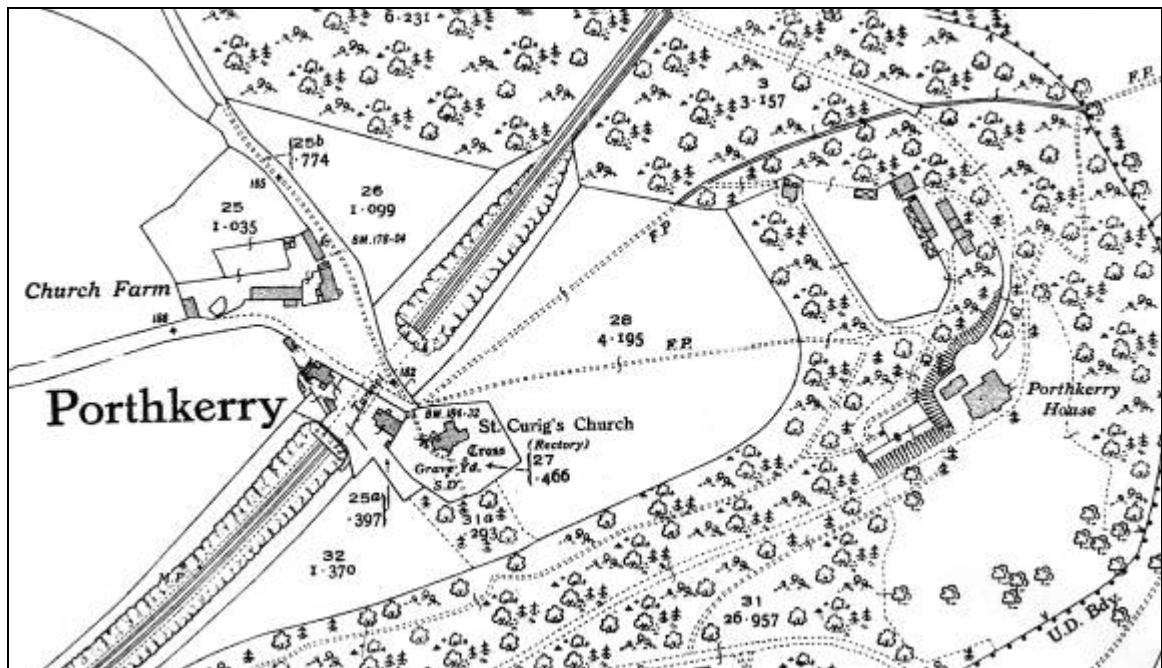 6·231
3
3·157
F.P.
25b
·774
185
26
1·099
25
1·035
B.M. 178·04
F.P.
Church Farm
188
28
4·195
F.P.
182
Porthkerry
B.M. 184·32
St. Curig's Church
(Rectory)
Cross
Grave Yd.
S.D.
27
·466
Porthkerry
House
25a
·397
31a
·293
32
1·370
M.P.
31
26·957
U.D. Bdy.